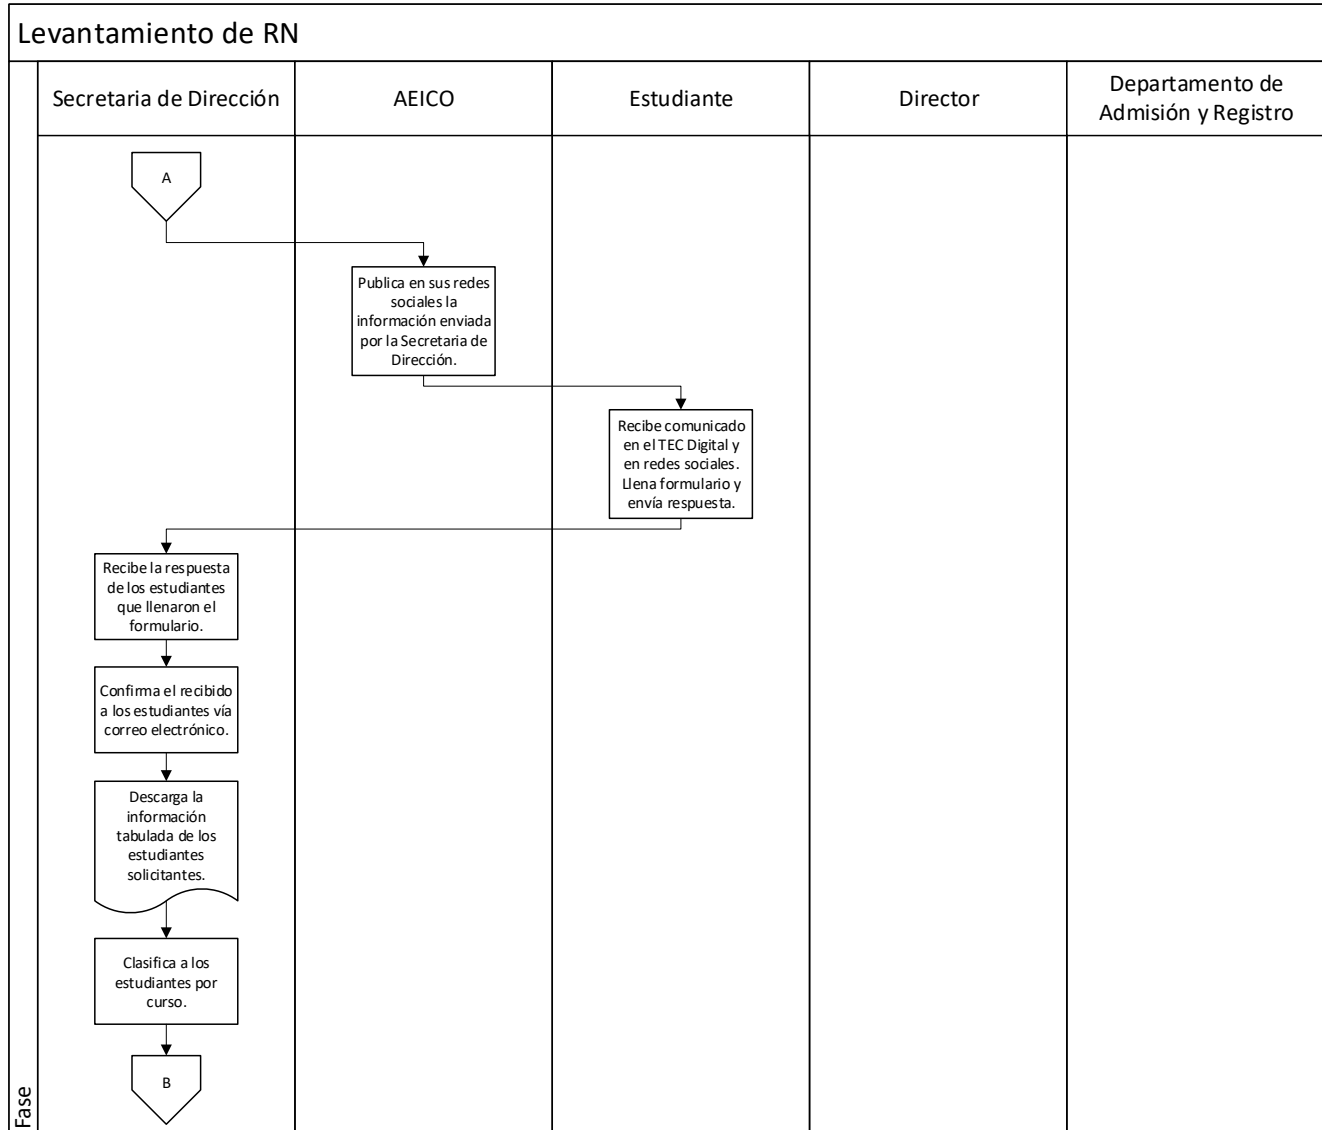 Levantamiento de RN
Secretaria de Dirección
AEICO
Estudiante
Director
Departamento de
Admisión y Registro
A
Publica en sus redes
sociales la
información enviada
por la Secretaria de
Dirección.
Recibe comunicado
en el TEC Digital y
en redes sociales.
Llena formulario y
envía respuesta.
Recibe la respuesta
de los estudiantes
que llenaron el
formulario.
Confirma el recibido
a los estudiantes vía
correo electrónico.
Descarga la
información
tabulada de los
estudiantes
solicitantes.
Clasifica a los
estudiantes por
curso.
B
Fase